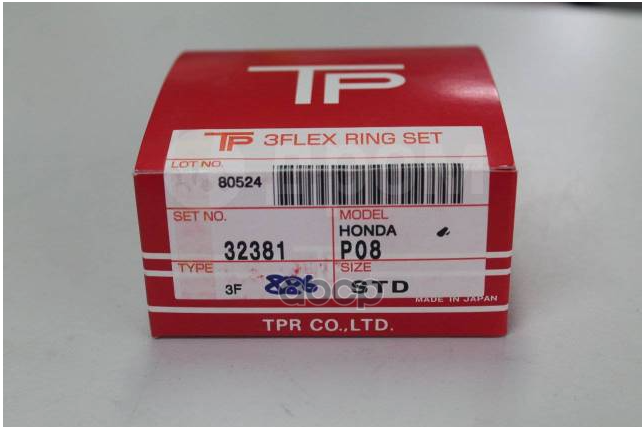 TP
TP 3FLEX RING SET
LOT NO.
80524
SET NO.
32381
MODEL
HONDA
P08
TYPE
3F
886
SIZE
STD
MADE IN JAPAN
TPR CO.,LTD.